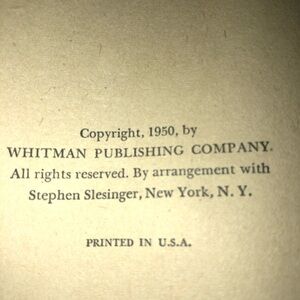 Copyright, 1950, by
WHITMAN PUBLISHING COMPANY.
All rights reserved. By arrangement with
Stephen Slesinger, New York, N. Y.
PRINTED IN U.S.A.